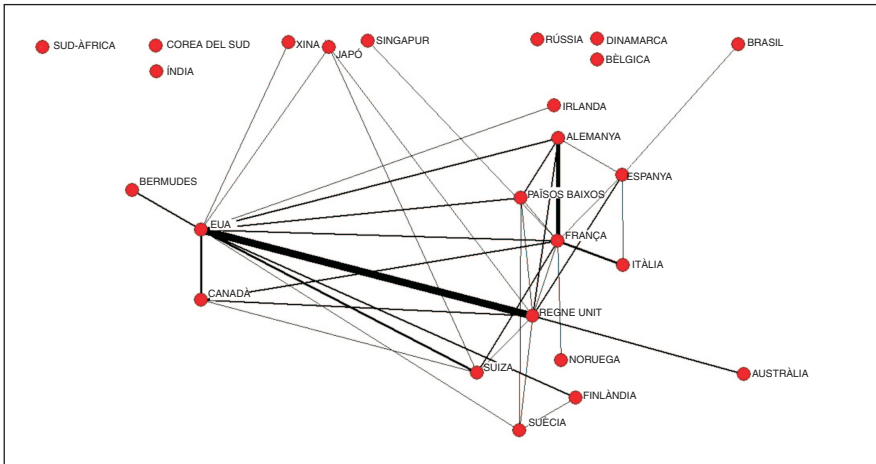 SUD-ÀFRICA
COREA DEL SUD
XINA
JAPÓ
SINGAPUR
RÚSSIA
DINAMARCA
BRASIL
BÈLGICA
ÍNDIA
IRLANDA
ALEMANYA
ESPANYA
BERMUDES
PAÏSOS BAIXOS
EUA
FRANÇA
ITÀLIA
CANADÀ
REGNE UNIT
NORUEGA
SUIZA
AUSTRÀLIA
FINLÀNDIA
SUÈCIA